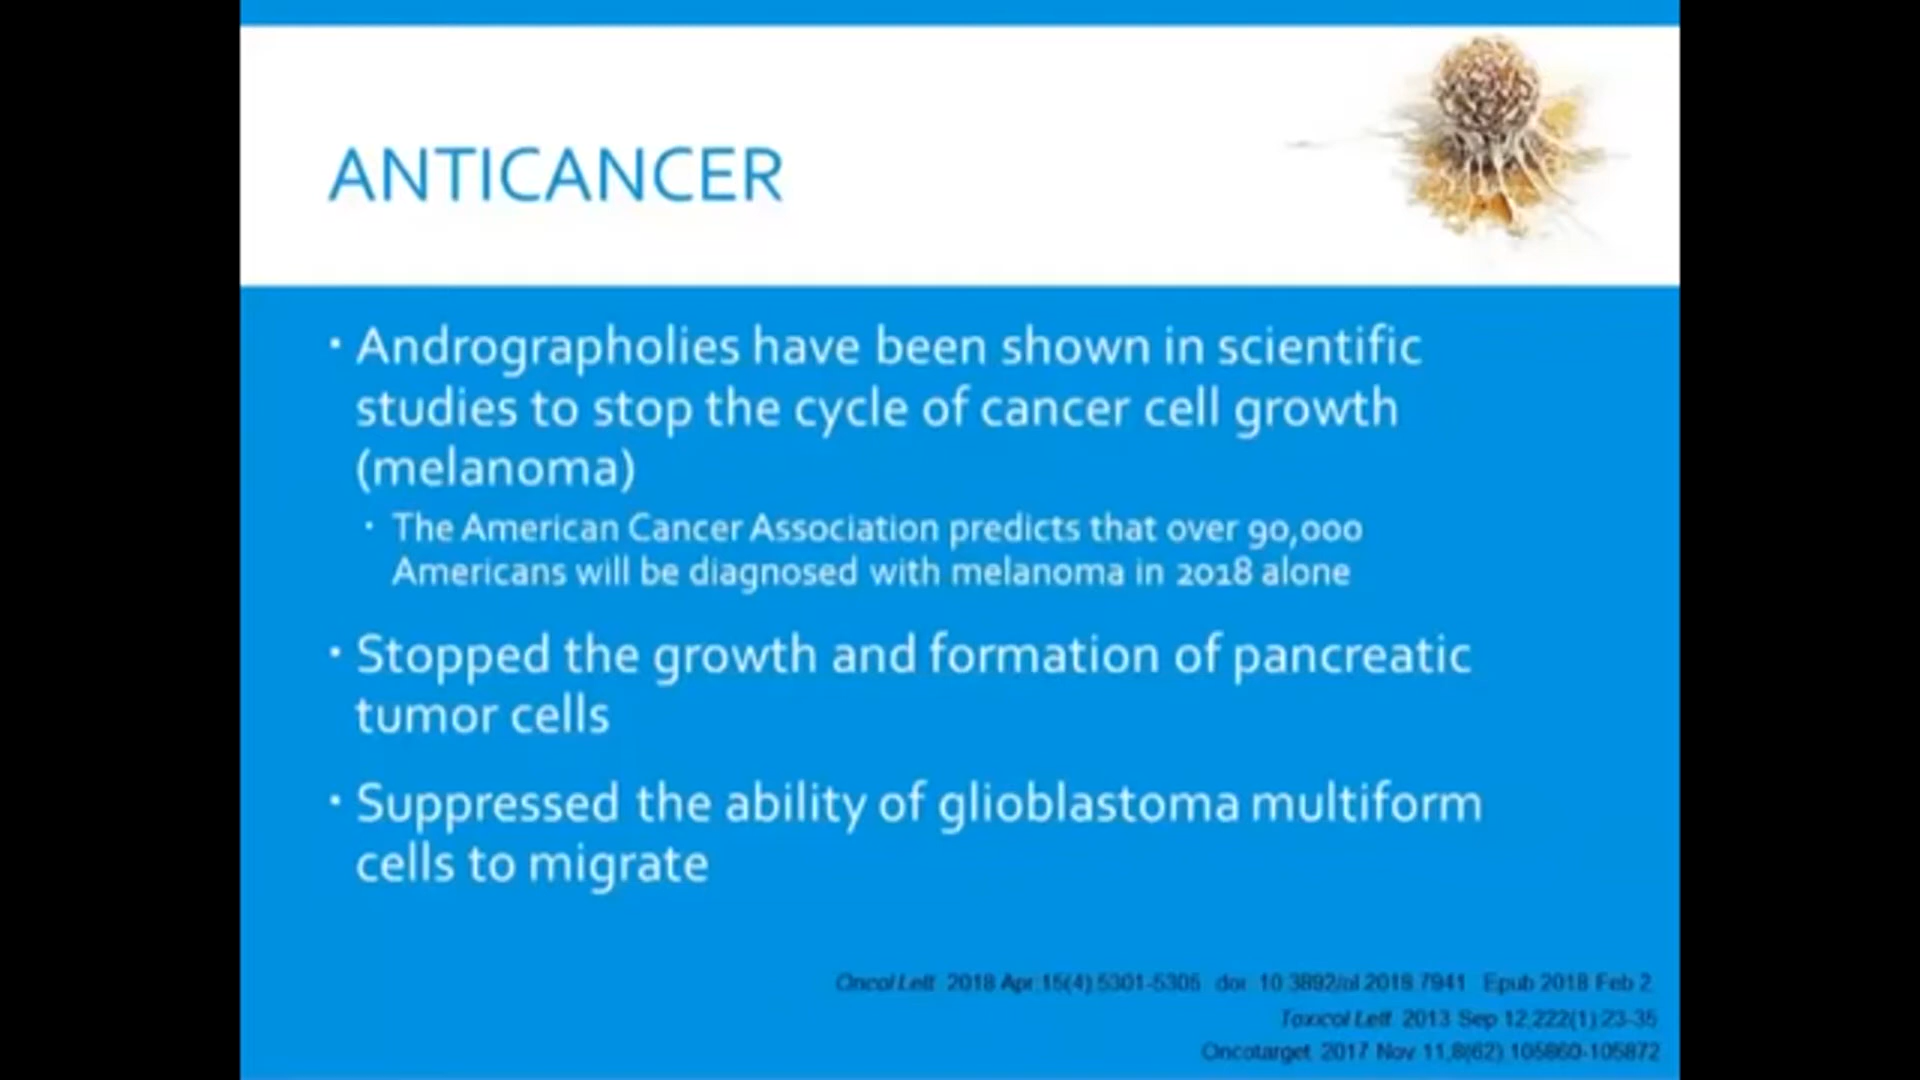 ANTICANCER
· Andrographolies have been shown in scientific
studies to stop the cycle of cancer cell growth
(melanoma)
· The American Cancer Association predicts that over 90,000
Americans will be diagnosed with melanoma in 2018 alone
· Stopped the growth and formation of pancreatic
tumor cells
· Suppressed the ability of glioblastoma multiform
cells to migrate
Oncol Lett. 2018 Apr;15(4):5301-5305. doi: 10.3892/ol.2018.7941. Epub 2018 Feb 2.
Toxicol Lett. 2013 Sep 12;222(1):23-35
Oncotarget. 2017 Nov 11;8(62):105860-105872